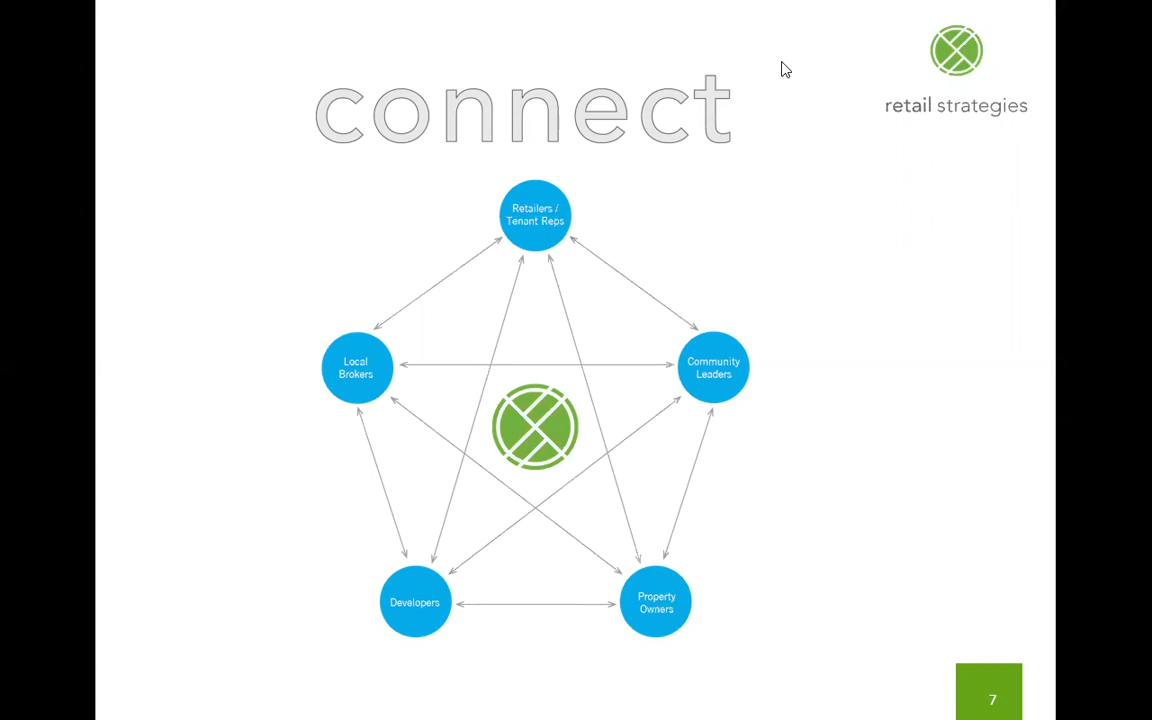 connect
retail strategies
Retailers /
Tenant Reps
Local
Brokers
Community
Leaders
Developers
Property
Owners
7